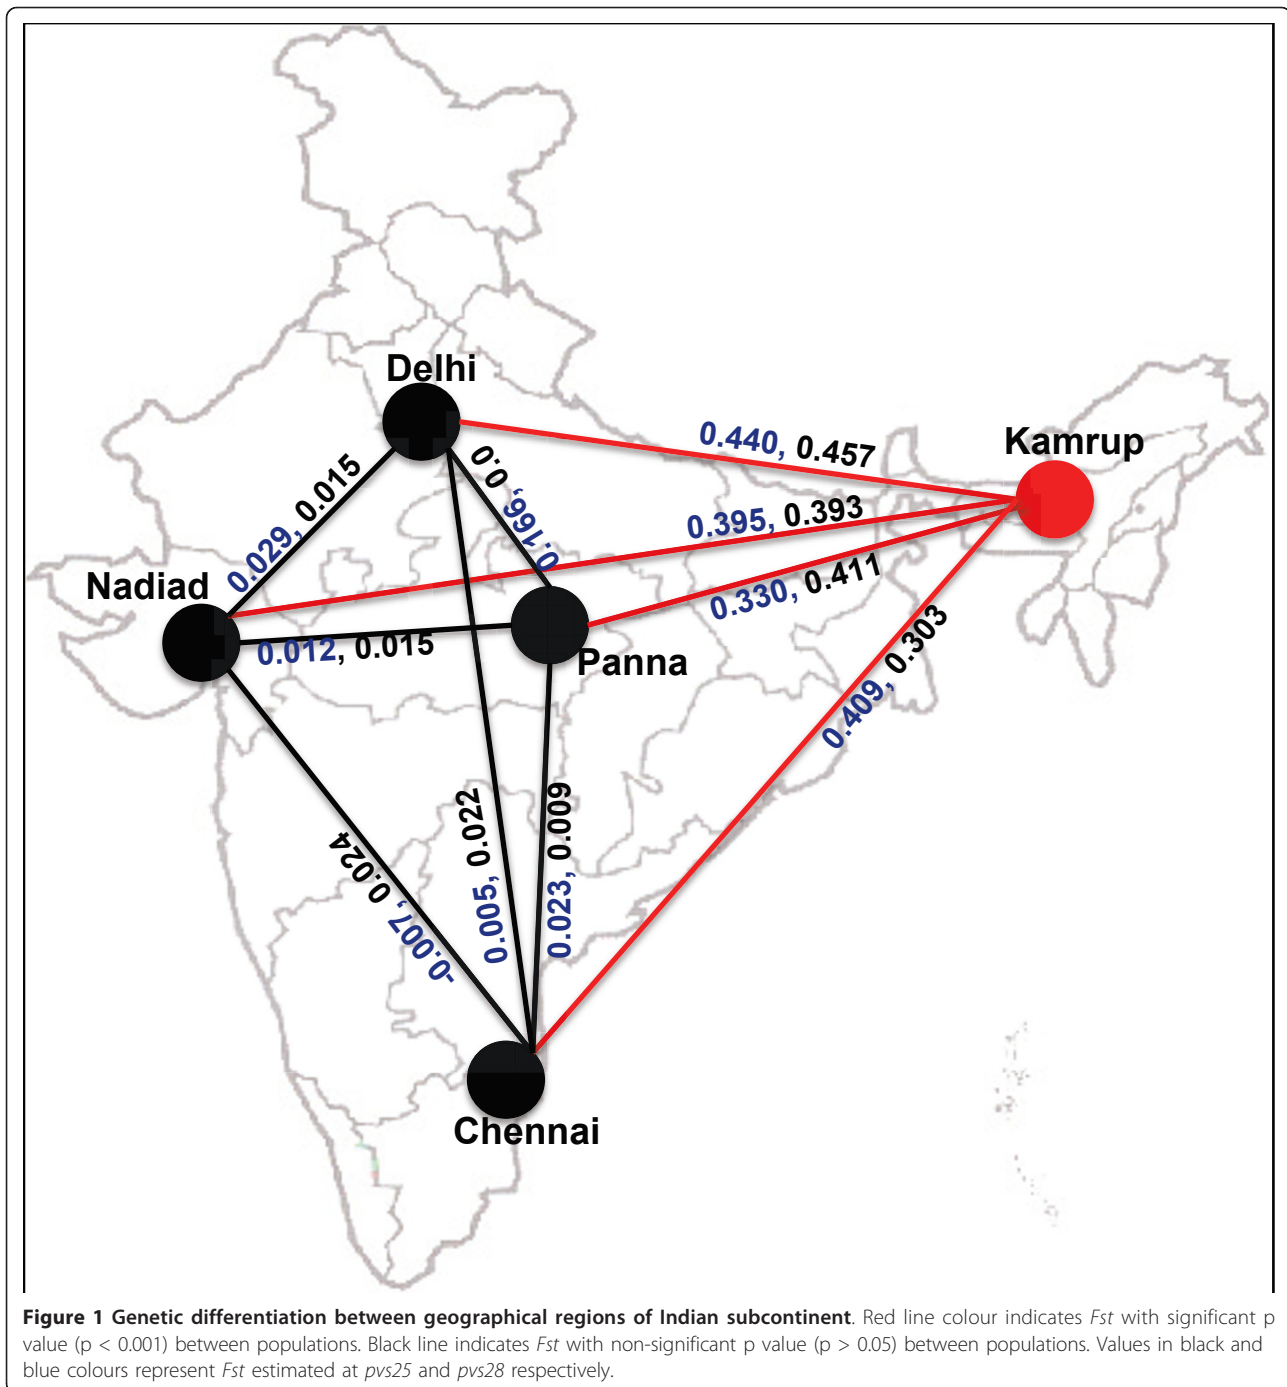 Delhi
0.440, 0.457
Kamrup
0.029, 0.015
0.166, 0.0
0.395, 0.393
Nadiad
0.330, 0.411
0.012, 0.015
Panna
0.409, 0.303
-0.007, 0.024
0.005, 0.022
0.023, 0.009
Chennai
Figure 1 Genetic differentiation between geographical regions of Indian subcontinent. Red line colour indicates Fst with significant p
value (p < 0.001) between populations. Black line indicates Fst with non-significant p value (p > 0.05) between populations. Values in black and
blue colours represent Fst estimated at pvs25 and pvs28 respectively.